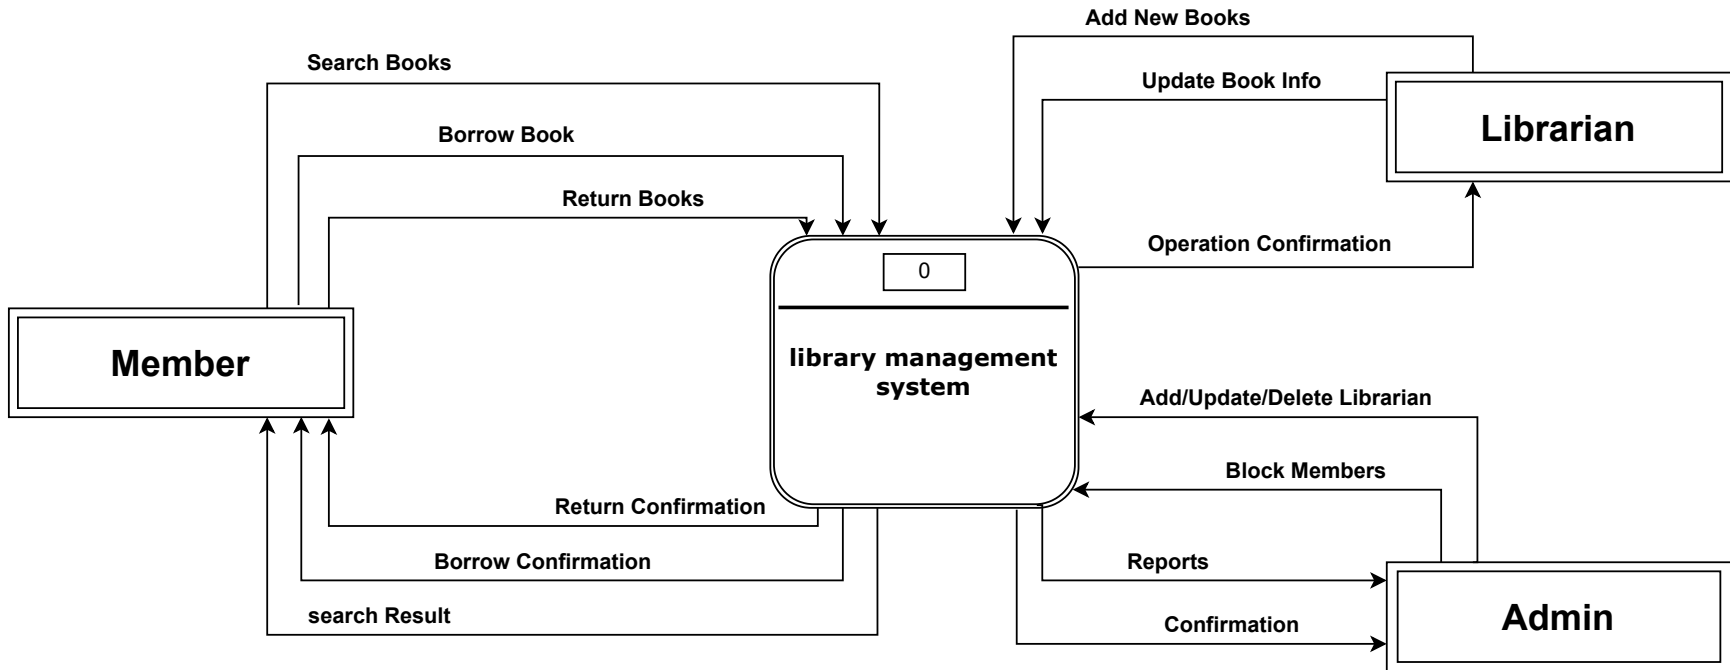 Add New Books
Search Books
Update Book Info
Librarian
Borrow Book
Return Books
Operation Confirmation
0
Member
library management
system
Add/Update/Delete Librarian
Block Members
Return Confirmation
Borrow Confirmation
Reports
search Result
Confirmation
Admin